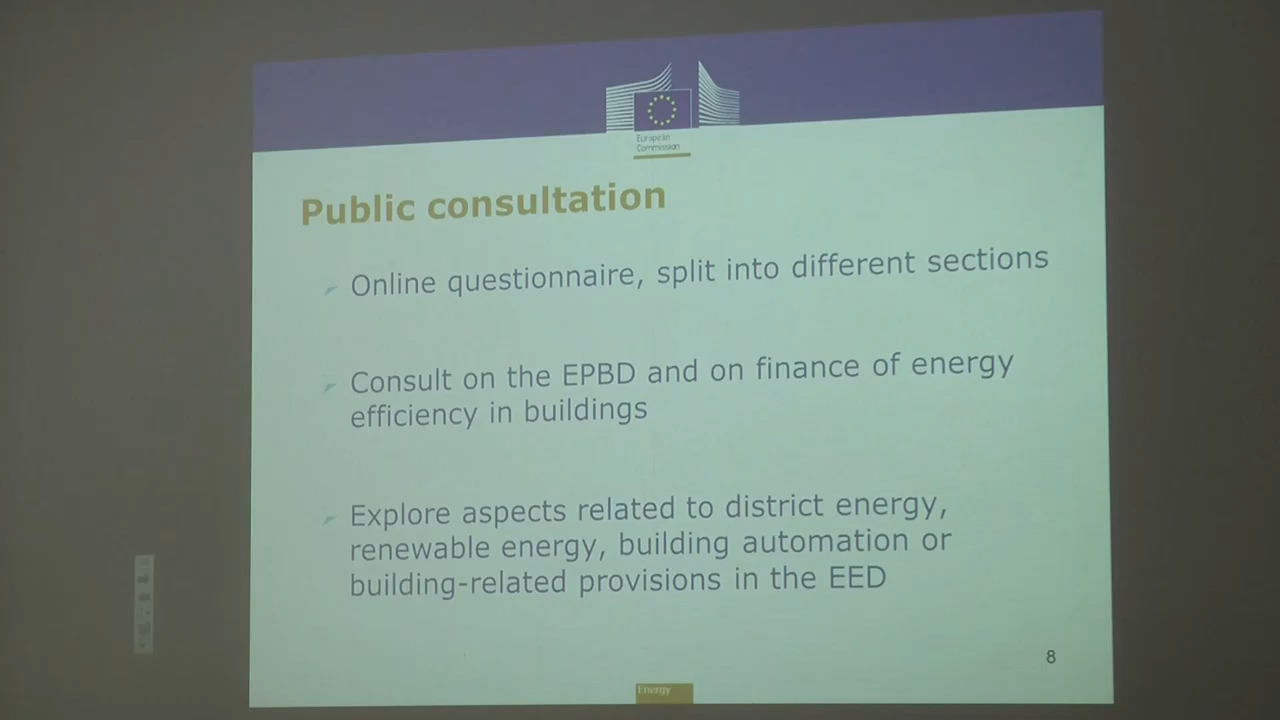 European
Commission
Public consultation
Online questionnaire, split into different sections
Consult on the EPBD and on finance of energy
efficiency in buildings
Explore aspects related to district energy,
renewable energy, building automation or
building-related provisions in the EED
8
Energy